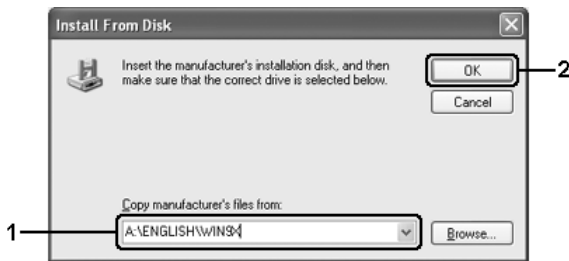 Install From Disk
Insert the manufacturer's installation disk, and then
make sure that the correct drive is selected below.
OK
2
Cancel
Copy manufacturer's files from:
1
A:\ENGLISH\WIN9X
Browse...